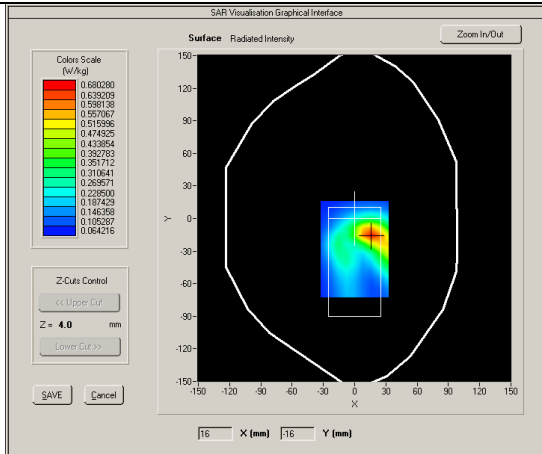 SAR Visualisation Graphical Interface
Surface Radiated Intensity
Zoom In/Out
Colors Scale
(W/kg)
0.680280
0.639209
0.598138
0.557067
0.515996
0.474925
0.433854
0.392783
0.351712
0.310641
0.269571
0.228500
0.187429
0.146358
0.105287
0.064216
Z-Cuts Control
<< Upper Cut
Z = 4.0 mm
Lower Cut >>
SAVE Cancel
150-
120-
90-
60-
30-
0-
-30-
-60-
-90-
-120-
-150-
Y
-150 -120 -90 -60 -30 0 30 60 90 120 150
X
16 X (mm) -16 Y (mm)